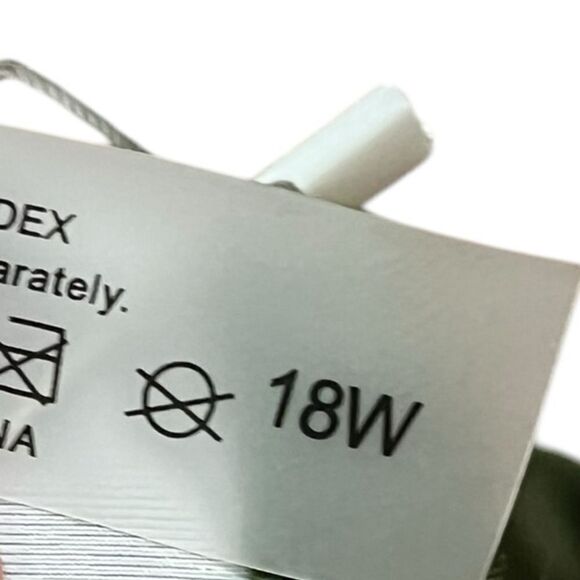 DEX
arately.
18W
NA